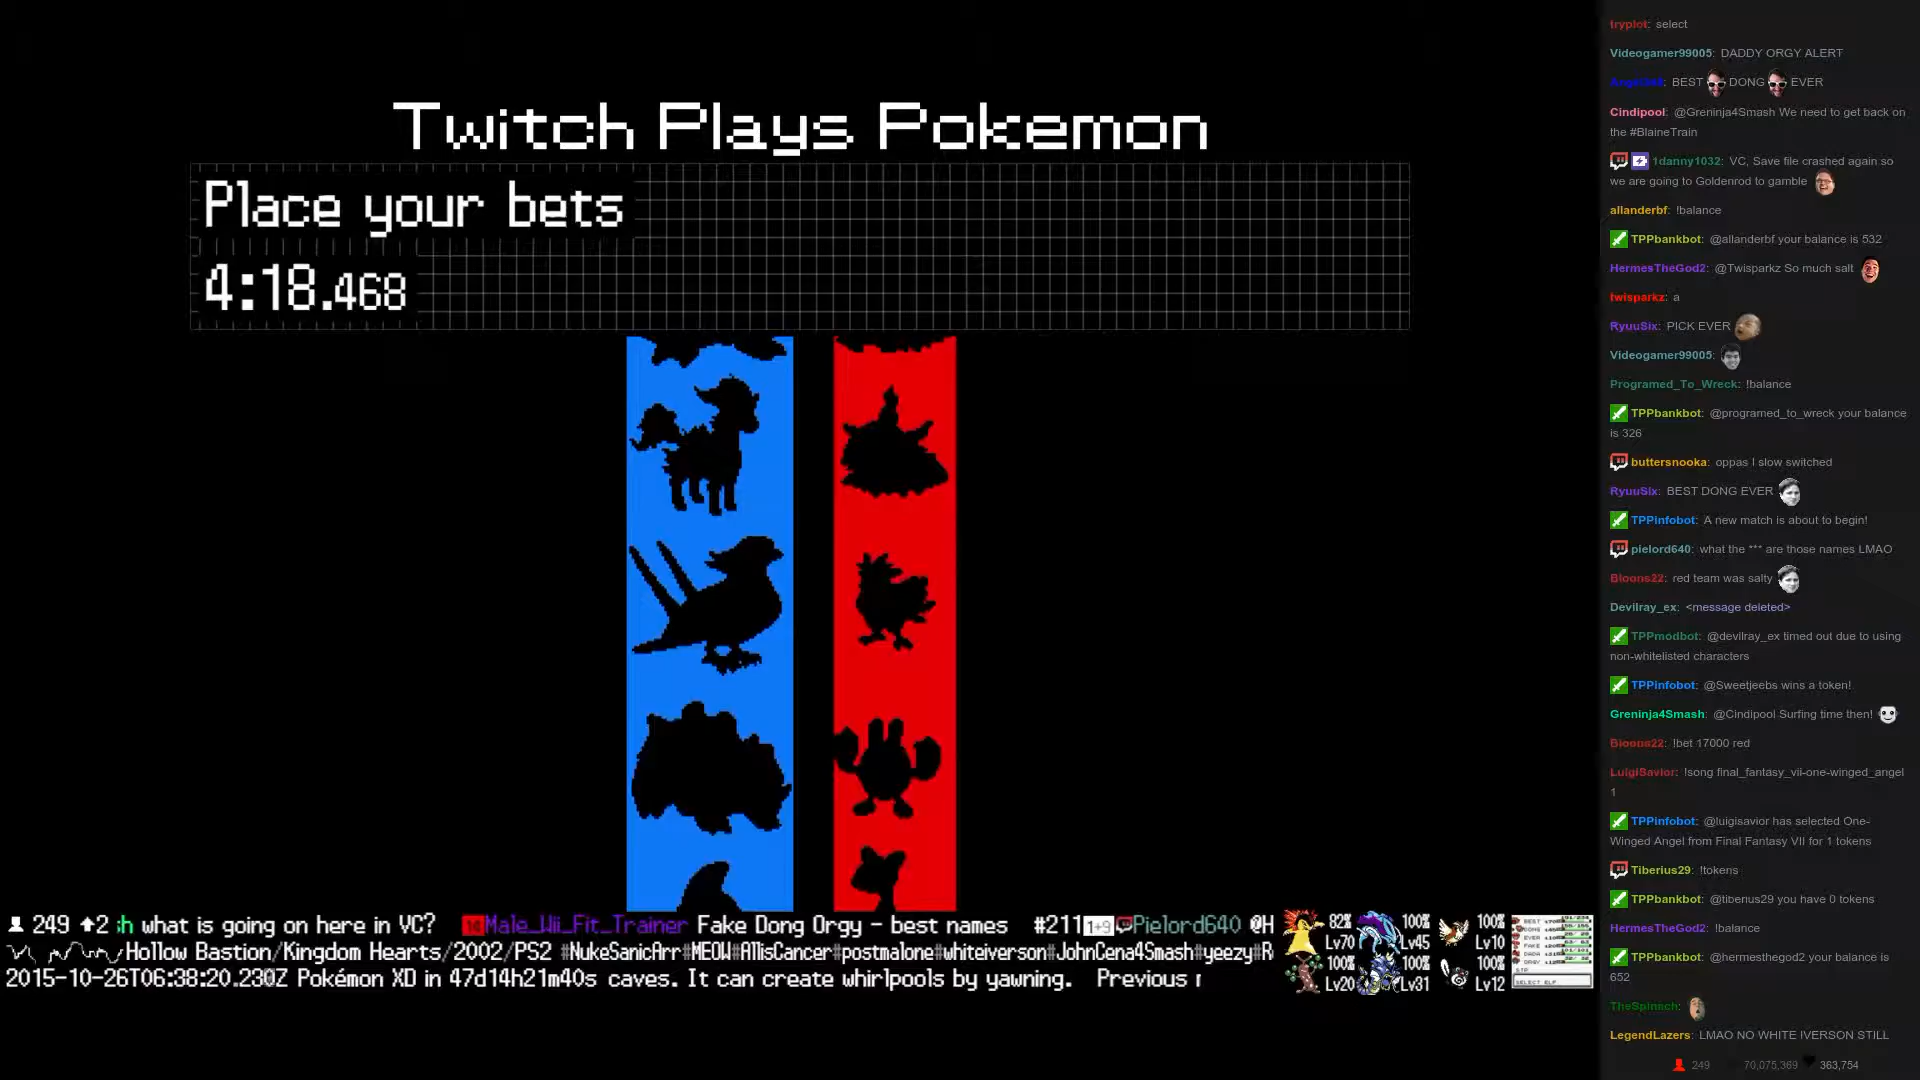 Twitch Plays Pokemon
Place your bets
4:18.468
249 2 sh what is going on here in VC? Male_Wii_Fit_Trainer Fake Dong Orgy - best names #211 1+9 Pielord640 @H
Hollow Bastion/Kingdom Hearts/2002/PS2 #NukeSanicArr#MEOW#AllisCancer#postmalone#whiteiverson#JohnCena4Smash#yeezy#R
2015-10-26T06:38:20.230Z Pokémon XD in 47d14h21m40s caves. It can create whirlpools by yawning. Previous r
82% 100% 100%
Lv70 Lv45 Lv10
100% 100% 100%
Lv20 Lv31 Lv12
tryplot: select
Videogamer99005: DADDY ORGY ALERT
BEST DONG EVER
Cindipool: @Greninja4Smash We need to get back on
the #BlaineTrain
1danny1032: VC, Save file crashed again so
we are going to Goldenrod to gamble
allanderbf: !balance
TPPbankbot: @allanderbf your balance is 532
HermesTheGod2: @Twisparkz So much salt
twisparkz: a
RyuuSix: PICK EVER
Videogamer99005:
Programed_To_Wreck: !balance
TPPbankbot: @programed_to_wreck your balance
is 326
buttersnooka: oppas I slow switched
RyuuSix: BEST DONG EVER
TPPinfobot: A new match is about to begin!
pielord640: what the *** are those names LMAO
Bloons22: red team was salty
Devilray_ex: <message deleted>
TPPmodbot: @devilray_ex timed out due to using
non-whitelisted characters
TPPinfobot: @Sweetjeebs wins a token!
Greninja4Smash: @Cindipool Surfing time then!
Bloons22: !bet 17000 red
LuigiSavior: !song final_fantasy_vii-one-winged_angel
1
TPPinfobot: @luigisavior has selected One-
Winged Angel from Final Fantasy VII for 1 tokens
Tiberius29: !tokens
TPPbankbot: @tiberius29 you have 0 tokens
HermesTheGod2: !balance
TPPbankbot: @hermesthegod2 your balance is
652
TheSpinach:
LegendLazers: LMAO NO WHITE IVERSON STILL
249 70,075,369 363,754